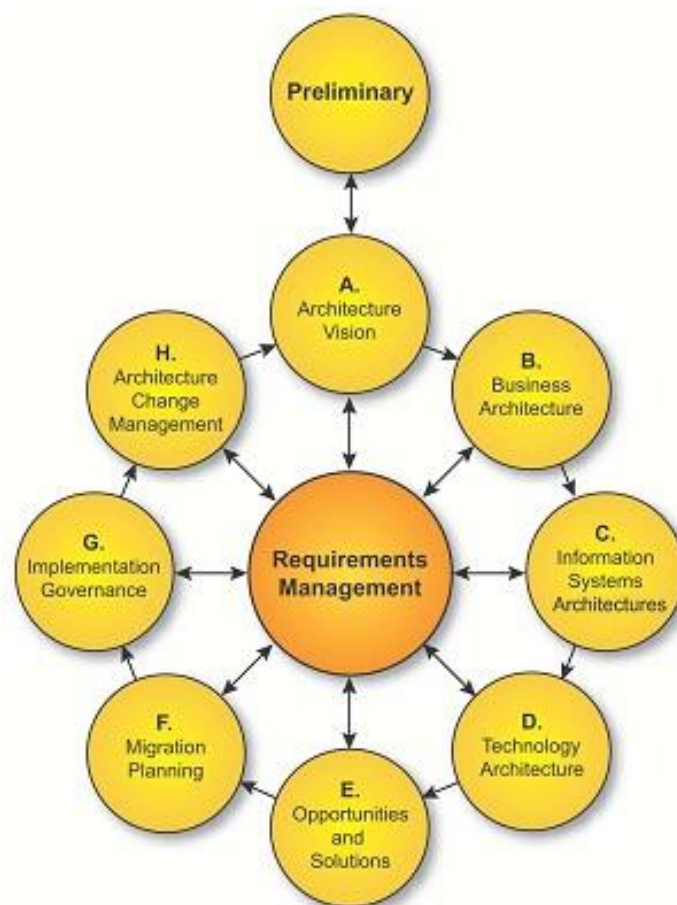 Preliminary
A.
Architecture
Vision
B.
Business
Architecture
C.
Information
Systems
Architectures
D.
Technology
Architecture
E.
Opportunities
and
Solutions
F.
Migration
Planning
G.
Implementation
Governance
H.
Architecture
Change
Management
Requirements
Management